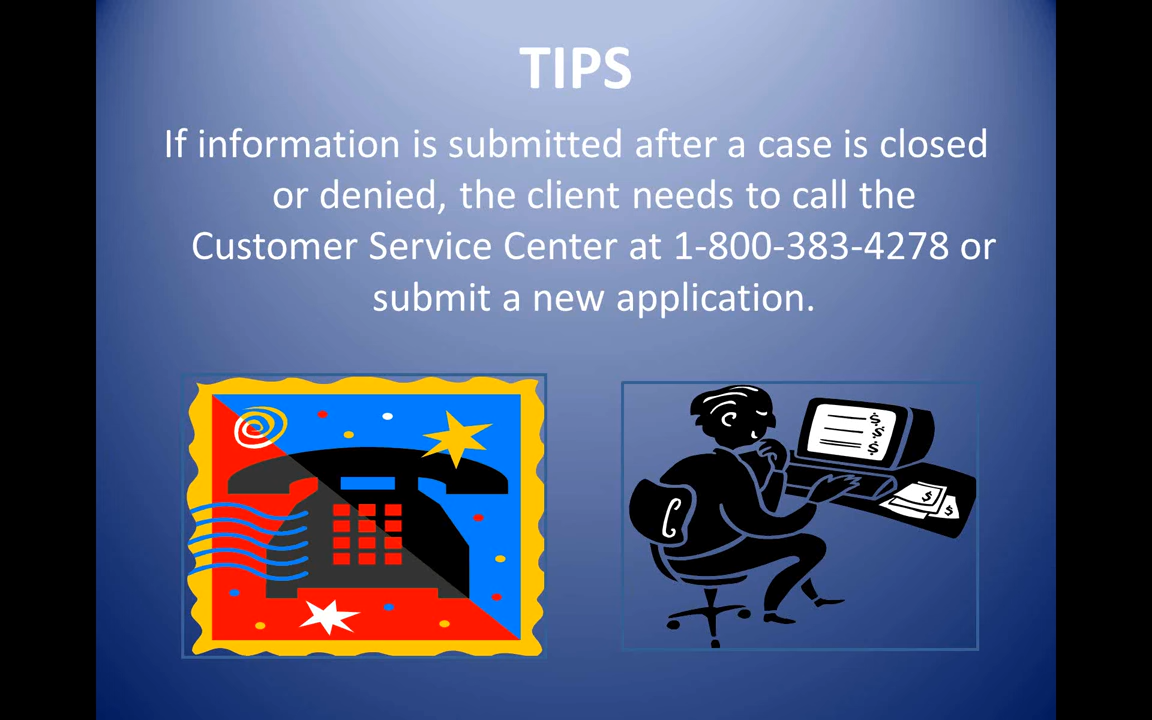 TIPS
If information is submitted after a case is closed
or denied, the client needs to call the
Customer Service Center at 1-800-383-4278 or
submit a new application.
$
$
$
$
$